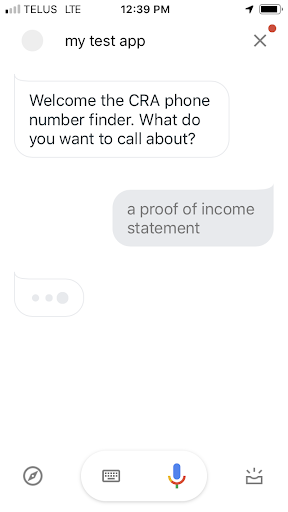 TELUS LTE 12:39 PM
my test app
Welcome the CRA phone
number finder. What do
you want to call about?
a proof of income
statement